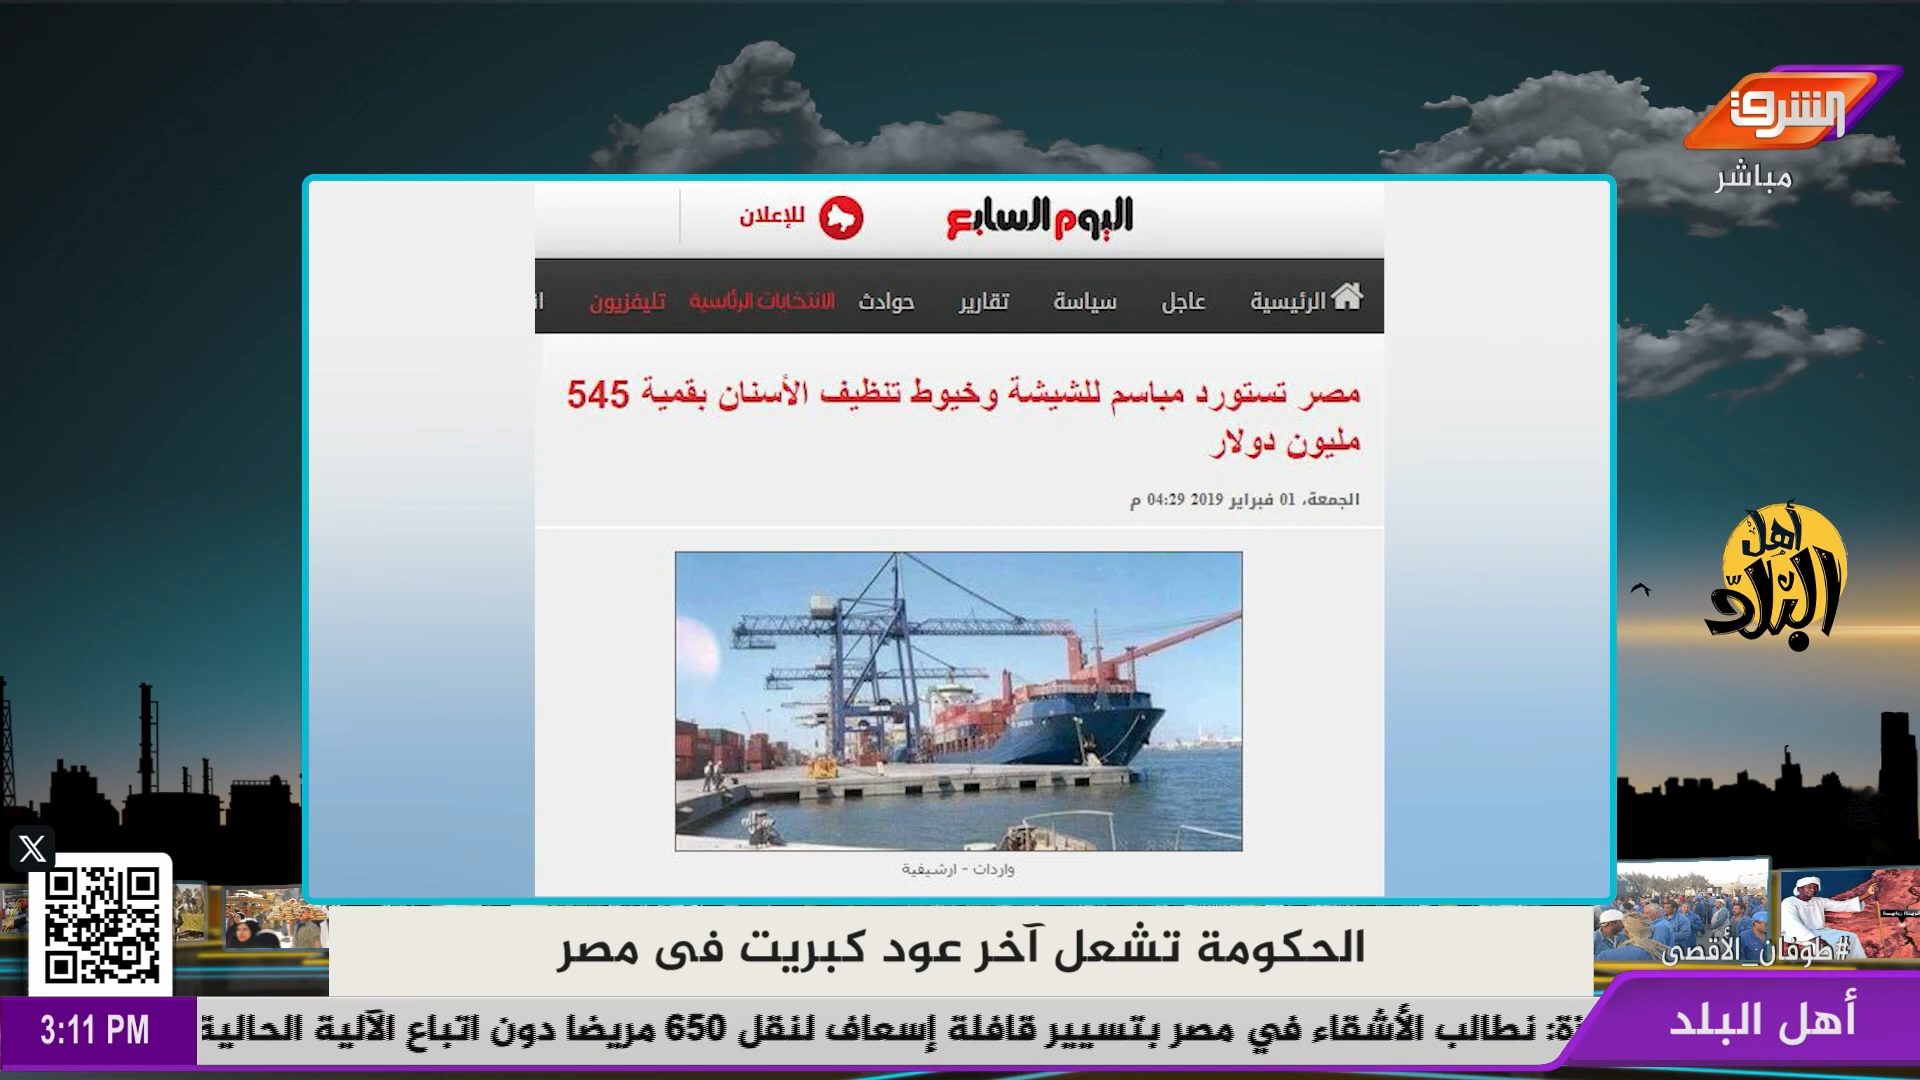 الشرق
مباشر
اليوم السابع
للإعلان
الرئيسية عاجل سياسة تقارير حوادث الانتخابات الرئاسية تليفزيون
مصر تستورد مباسم للشيشة وخيوط تنظيف الأسنان بقمية 545
مليون دولار
الجمعة، 01 فبراير 2019 04:29 م
واردات - ارشيفية
أهل
البلد
الحكومة تشعل آخر عود كبريت فى مصر
#طوفان_الأقصى
أهل البلد
نطالب الأشقاء في مصر بتسيير قافلة إسعاف لنقل 650 مريضا دون اتباع الآلية الحالية
3:11 PM
X